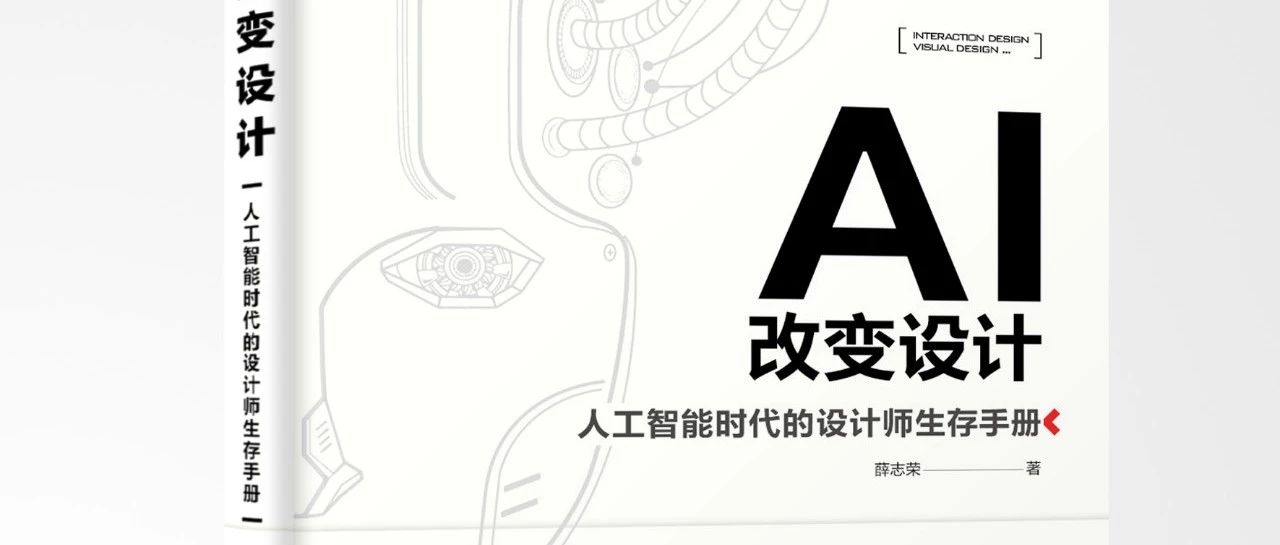 变设计
人工智能时代的设计师生存手册
INTERACTION DESIGN
VISUAL DESIGN ...
AI
改变设计
人工智能时代的设计师生存手册
薛志荣 著